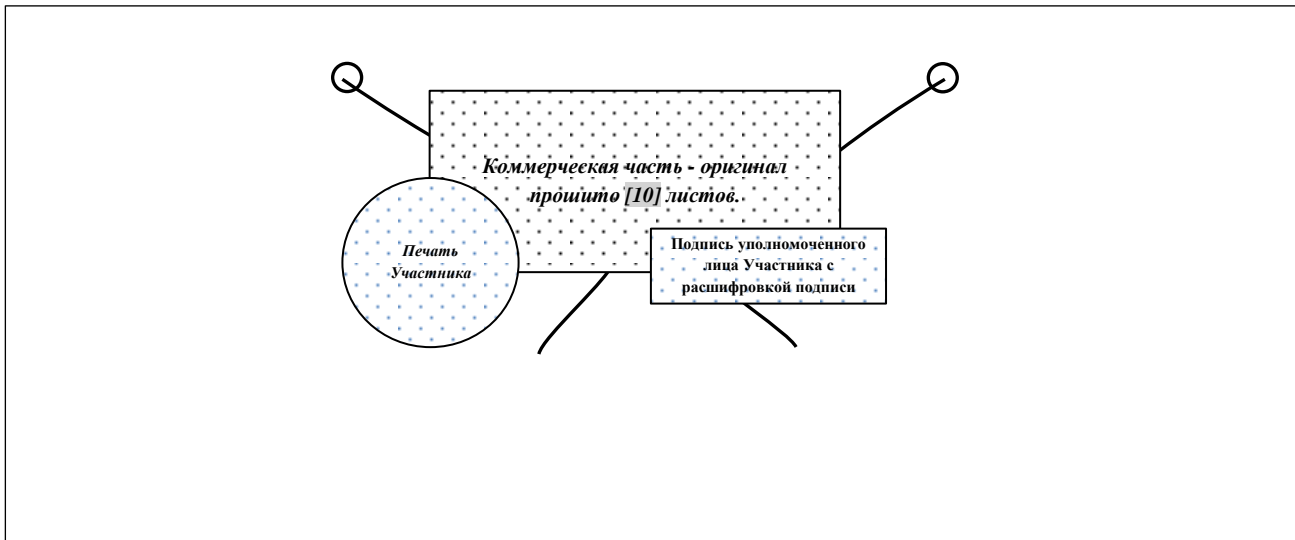 Коммерческая часть - оригинал
прошито [10] листов.
Печать
Участника
Подпись уполномоченного
лица Участника с
расшифровкой подписи